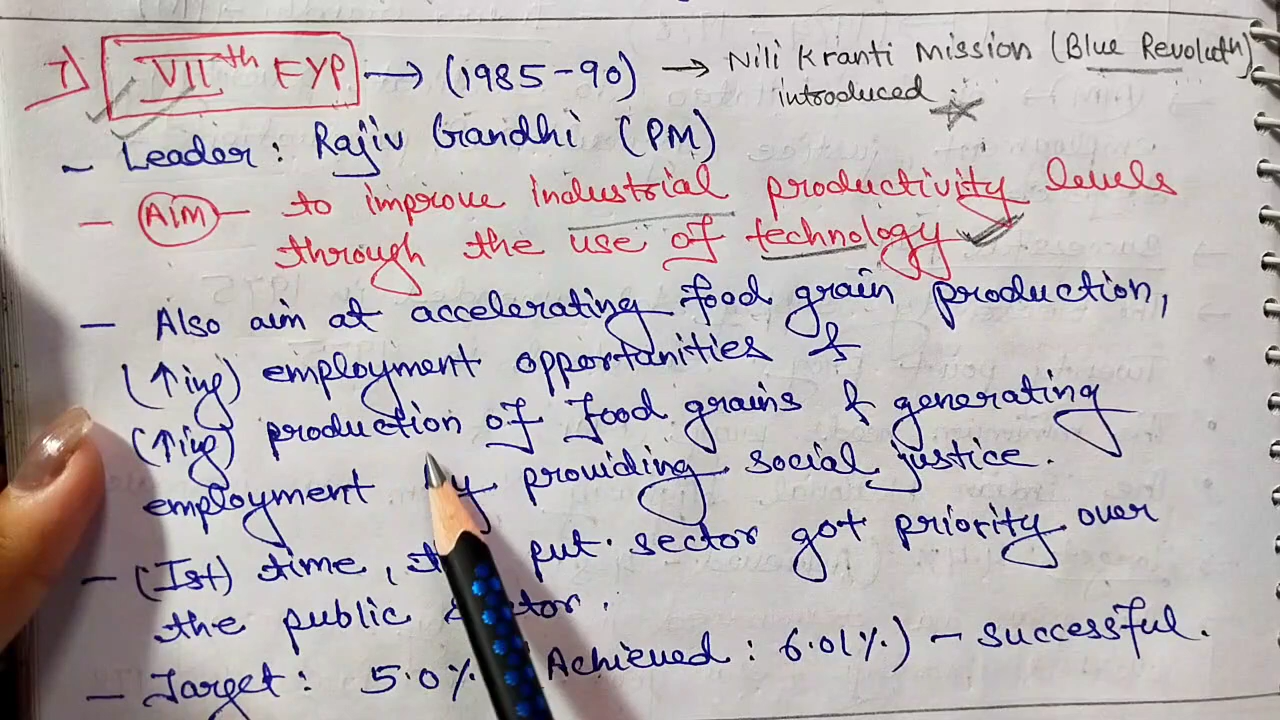 7) VIIth FYP → (1985-90) → Nili Kranti Mission (Blue Revoluth)
introduced.
- Leader: Rajiv Gandhi (PM)
- AIM - to improve industrial productivity levels
through the use of technology
- Also aim at accelerating food grain production,
(↑ing) employment opportunities &
(↑ing) production of food grains & generating
employment by providing social justice.
- (Ist) time, put. sector got priority over
the public
- Target: 5.0% Achieved: 6.01%) - successful.